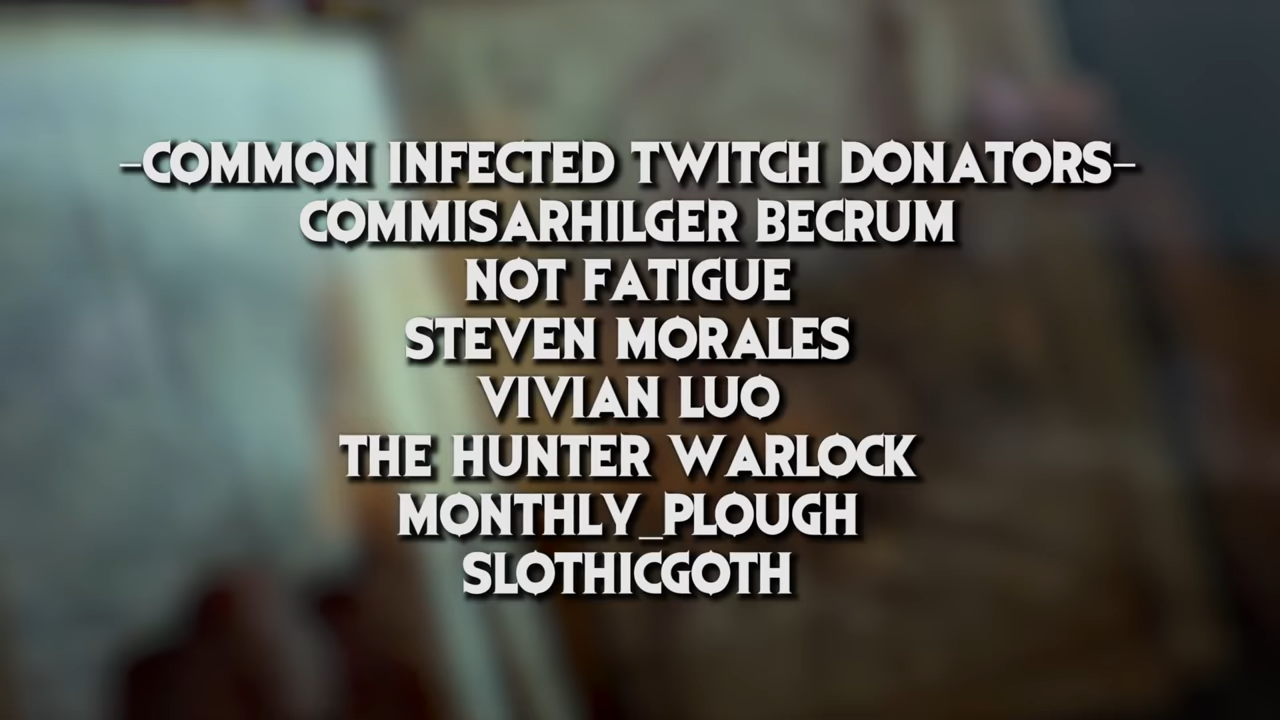 -COMMON INFECTED TWITCH DONATORS-
COMMISARHILGER BECRUM
NOT FATIGUE
STEVEN MORALES
VIVIAN LUO
THE HUNTER WARLOCK
MONTHLY_PLOUGH
SLOTHICGOTH